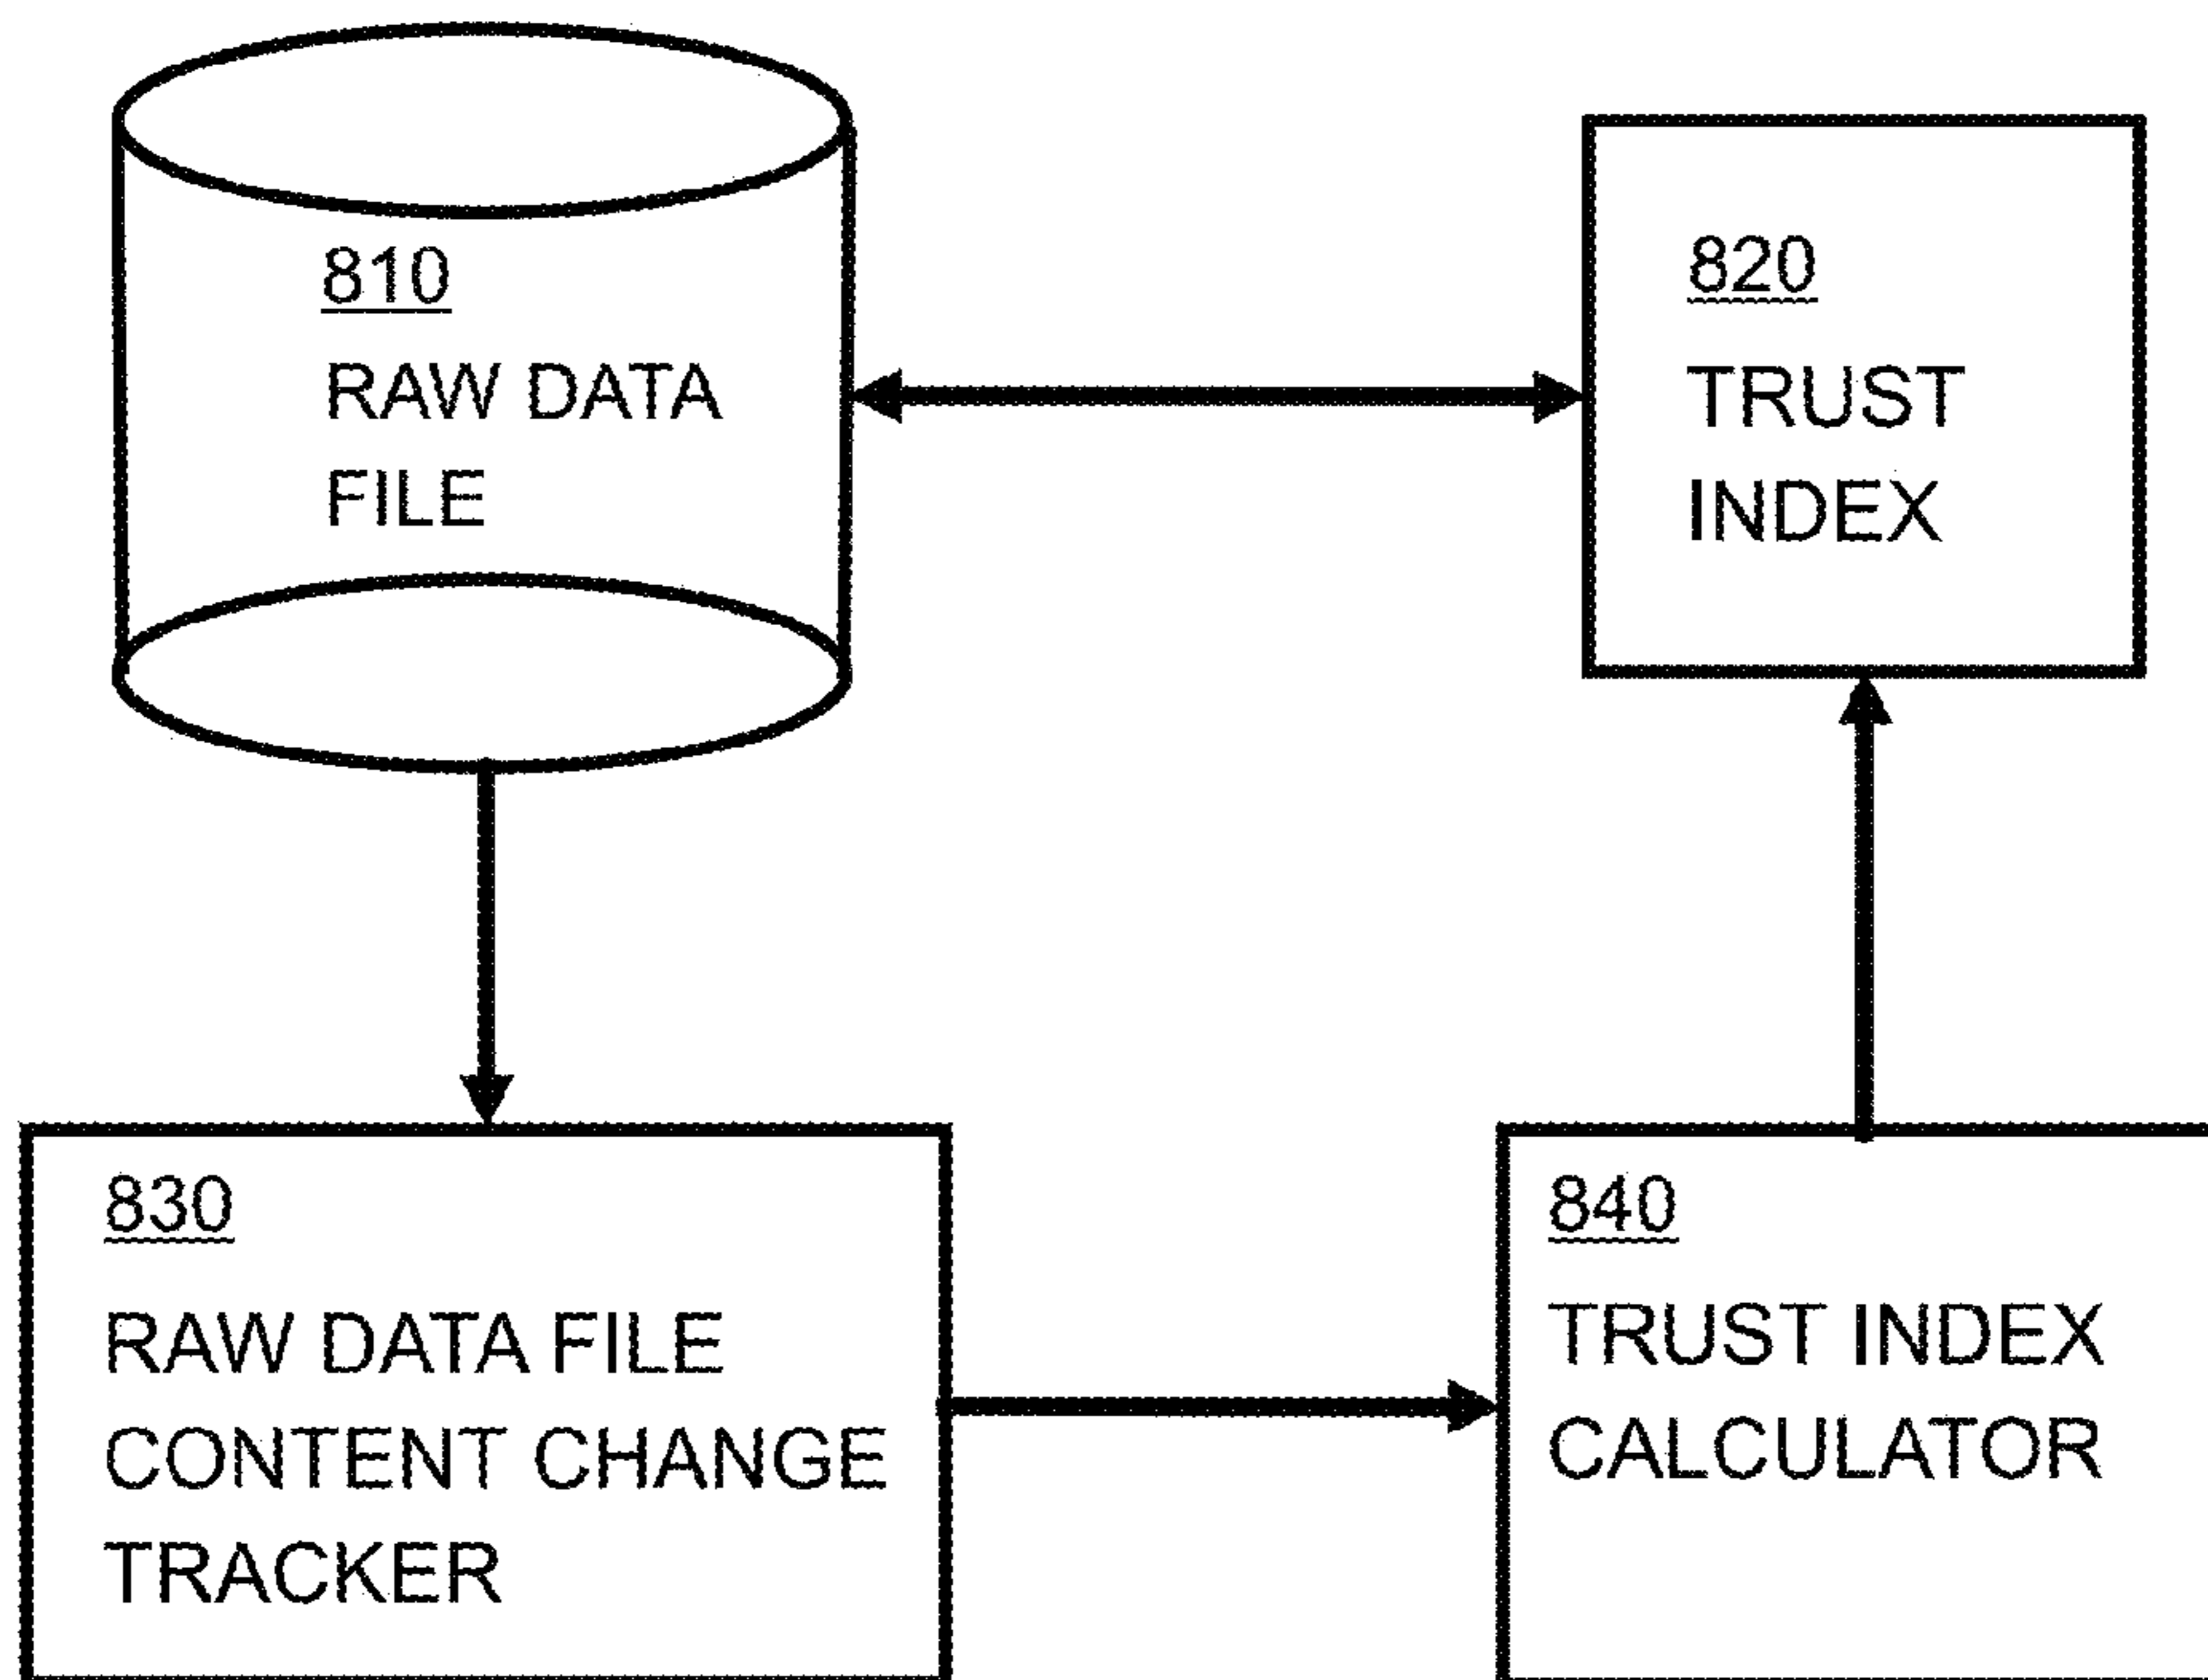 810
RAW DATA
FILE
820
TRUST
INDEX
830
RAW DATA FILE
CONTENT CHANGE
TRACKER
840
TRUST INDEX
CALCULATOR